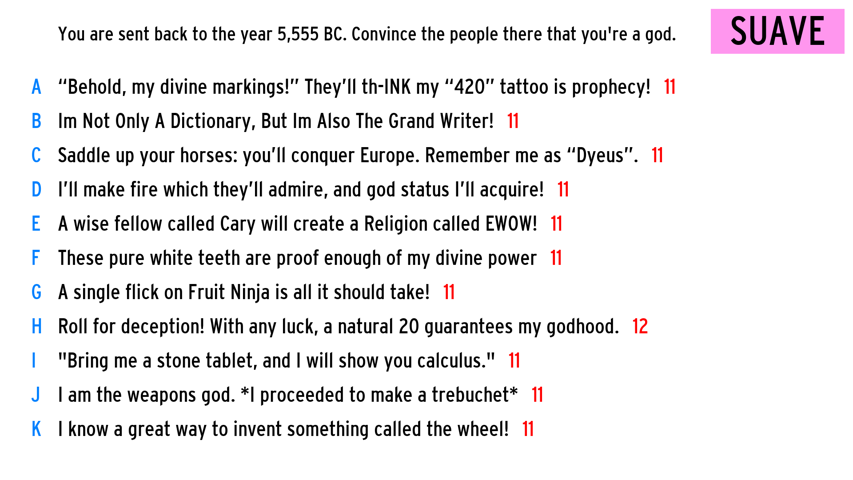 You are sent back to the year 5,555 BC. Convince the people there that you're a god.
SUAVE
A “Behold, my divine markings!” They’ll th-INK my “420” tattoo is prophecy! 11
B Im Not Only A Dictionary, But Im Also The Grand Writer! 11
C Saddle up your horses: you’ll conquer Europe. Remember me as “Dyeus”. 11
D I’ll make fire which they’ll admire, and god status I’ll acquire! 11
E A wise fellow called Cary will create a Religion called EWOW! 11
F These pure white teeth are proof enough of my divine power 11
G A single flick on Fruit Ninja is all it should take! 11
H Roll for deception! With any luck, a natural 20 guarantees my godhood. 12
I "Bring me a stone tablet, and I will show you calculus." 11
J I am the weapons god. *I proceeded to make a trebuchet* 11
K I know a great way to invent something called the wheel! 11